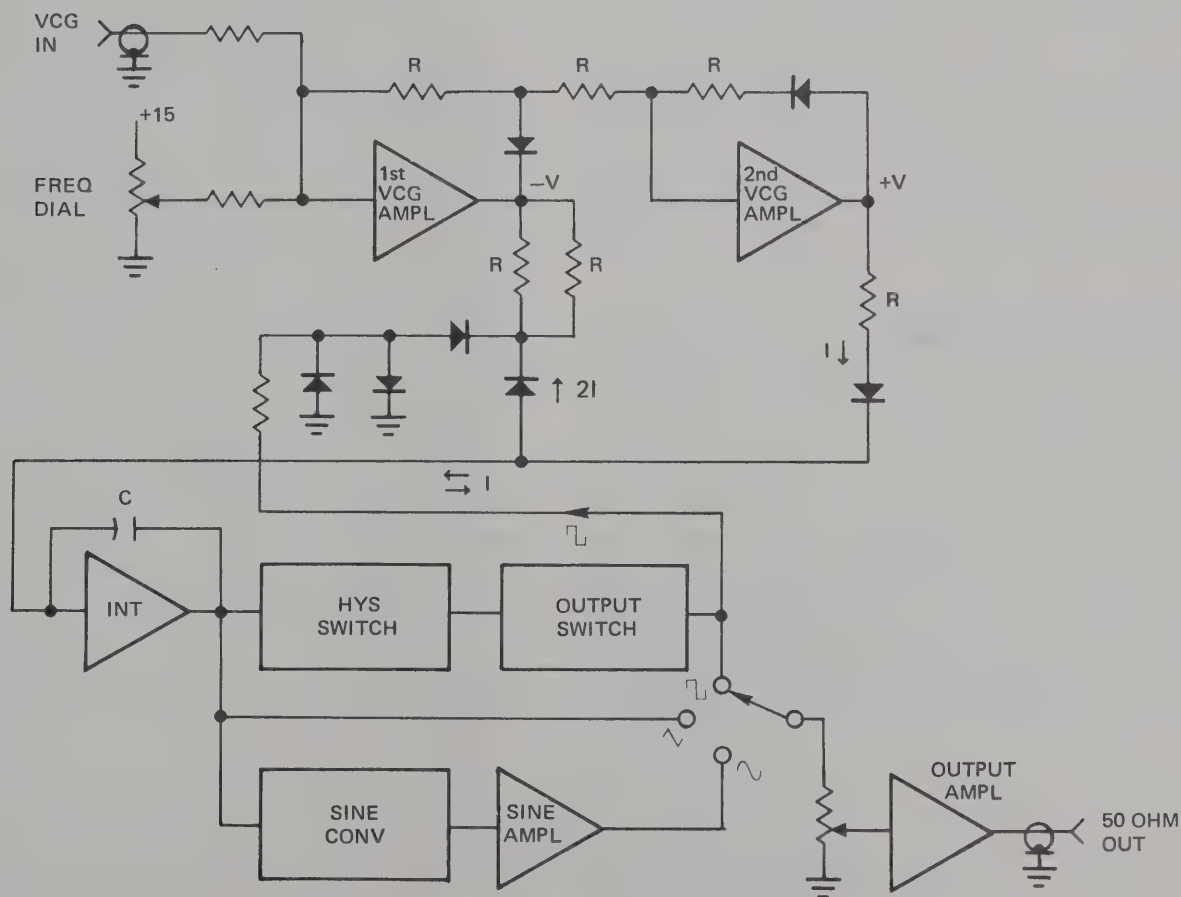 VCG
IN
+15
FREQ
DIAL
R
R
R
1st
VCG
AMPL
−V
2nd
VCG
AMPL
+V
R
R
R
I ↓
↑ 2I
I
C
INT
HYS
SWITCH
OUTPUT
SWITCH
SINE
CONV
SINE
AMPL
OUTPUT
AMPL
50 OHM
OUT